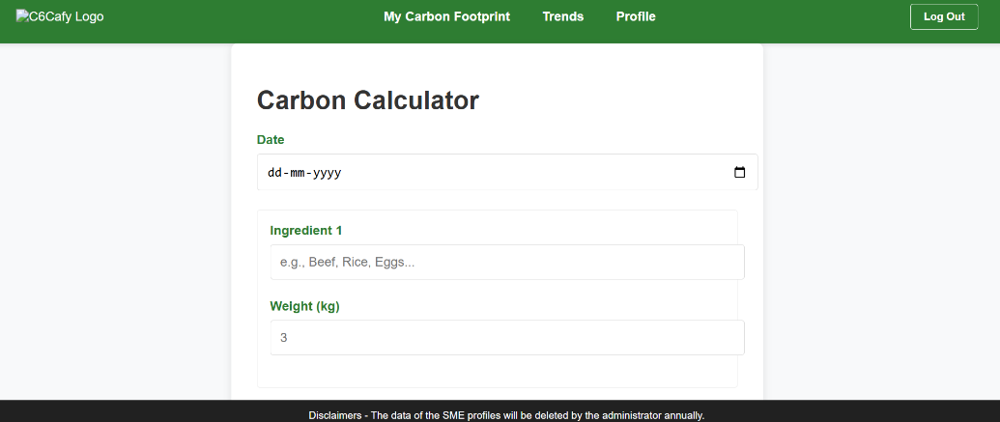 C6Cafy Logo My Carbon Footprint Trends Profile Log Out
Carbon Calculator
Date
dd-mm-yyyy
Ingredient 1
e.g., Beef, Rice, Eggs...
Weight (kg)
3
Disclaimers - The data of the SME profiles will be deleted by the administrator annually.